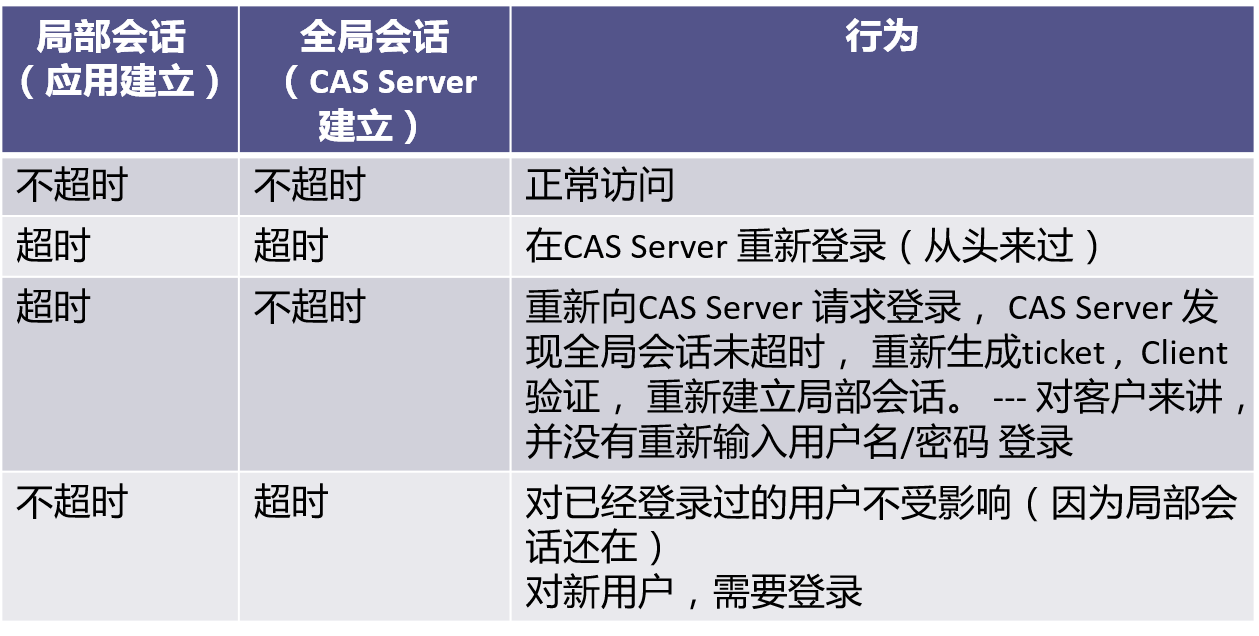 局部会话
（应用建立）
全局会话
（CAS Server
建立）
行为
不超时
不超时
正常访问
超时
超时
在CAS Server 重新登录（从头来过）
超时
不超时
重新向CAS Server 请求登录， CAS Server 发
现全局会话未超时， 重新生成ticket，Client
验证， 重新建立局部会话。 --- 对客户来讲，
并没有重新输入用户名/密码 登录
不超时
超时
对已经登录过的用户不受影响（因为局部会
话还在）
对新用户，需要登录